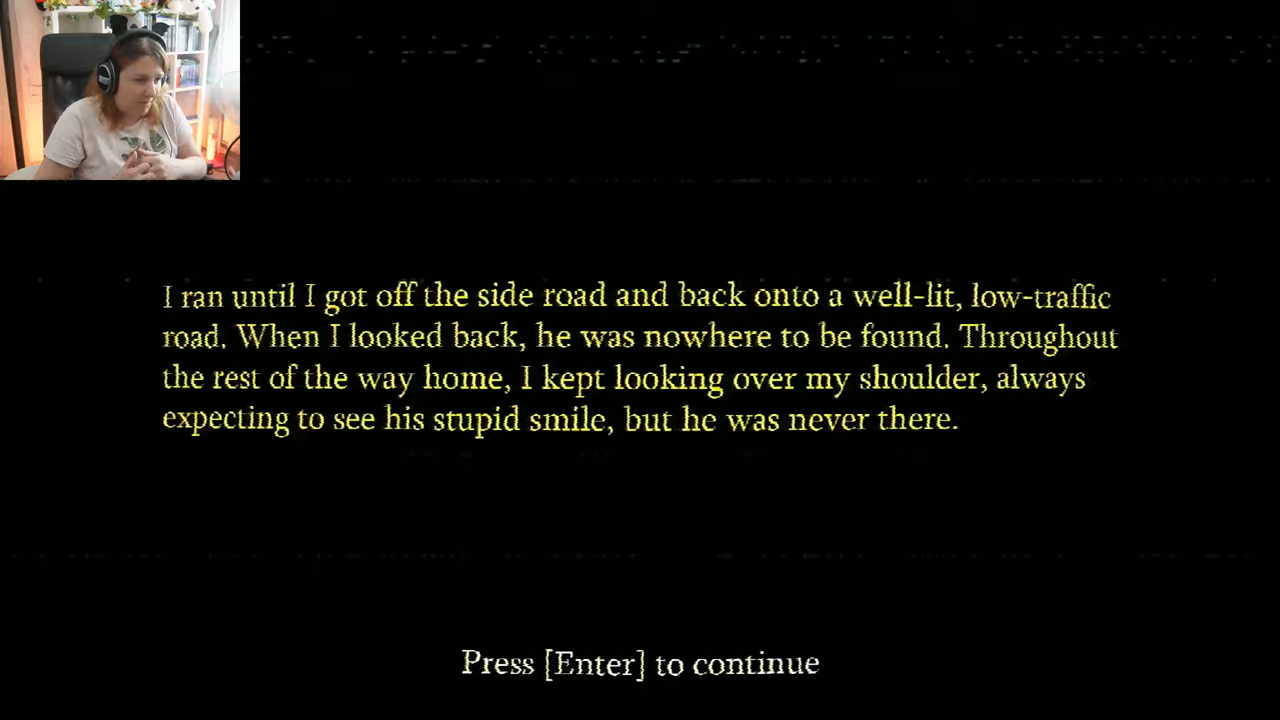 I ran until I got off the side road and back onto a well-lit, low-traffic
road. When I looked back, he was nowhere to be found. Throughout
the rest of the way home, I kept looking over my shoulder, always
expecting to see his stupid smile, but he was never there.
Press [Enter] to continue